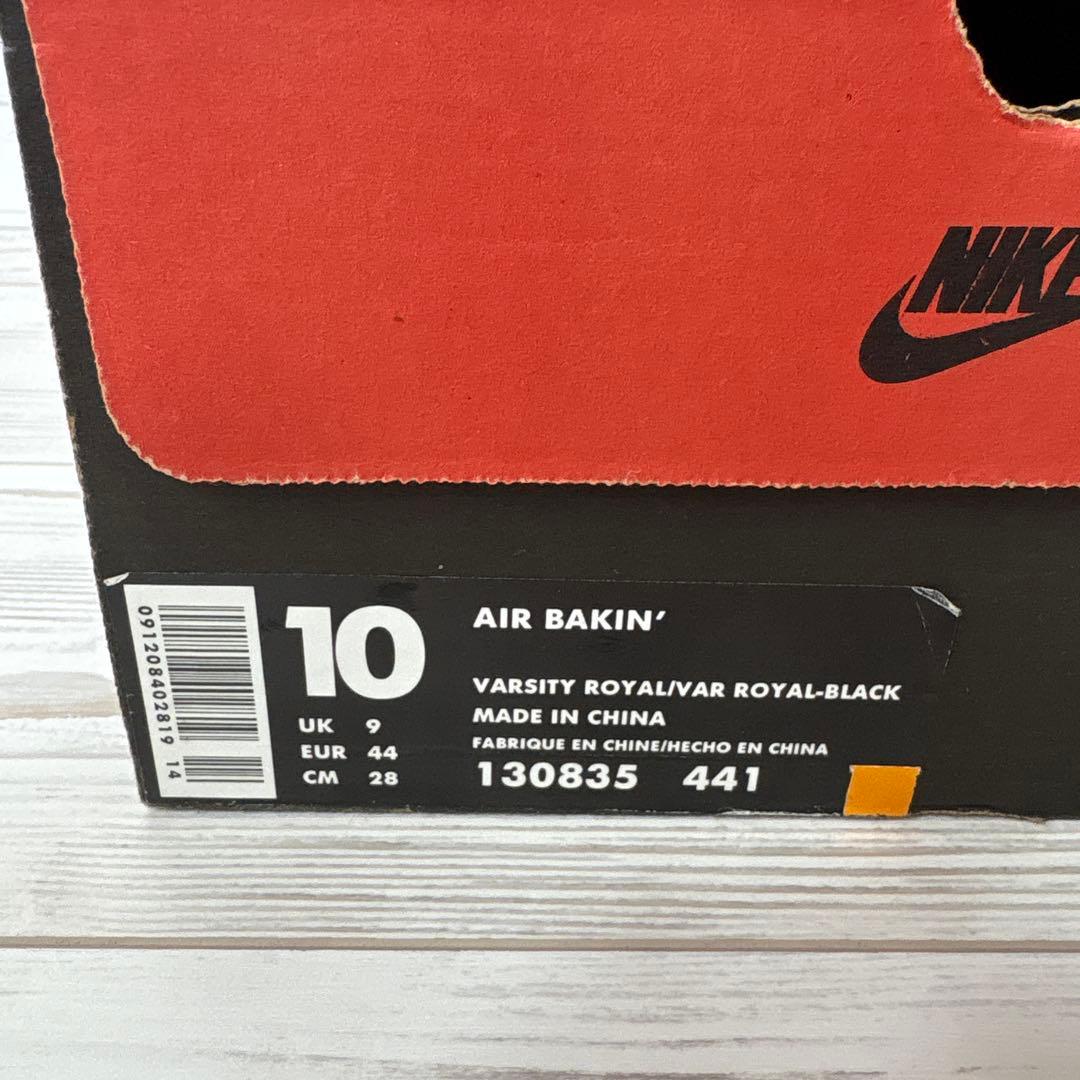 NIKE
10
UK 9
EUR 44
CM 28
AIR BAKIN'
VARSITY ROYAL/VAR ROYAL-BLACK
MADE IN CHINA
FABRIQUE EN CHINE/HECHO EN CHINA
130835 441
091208402819 14